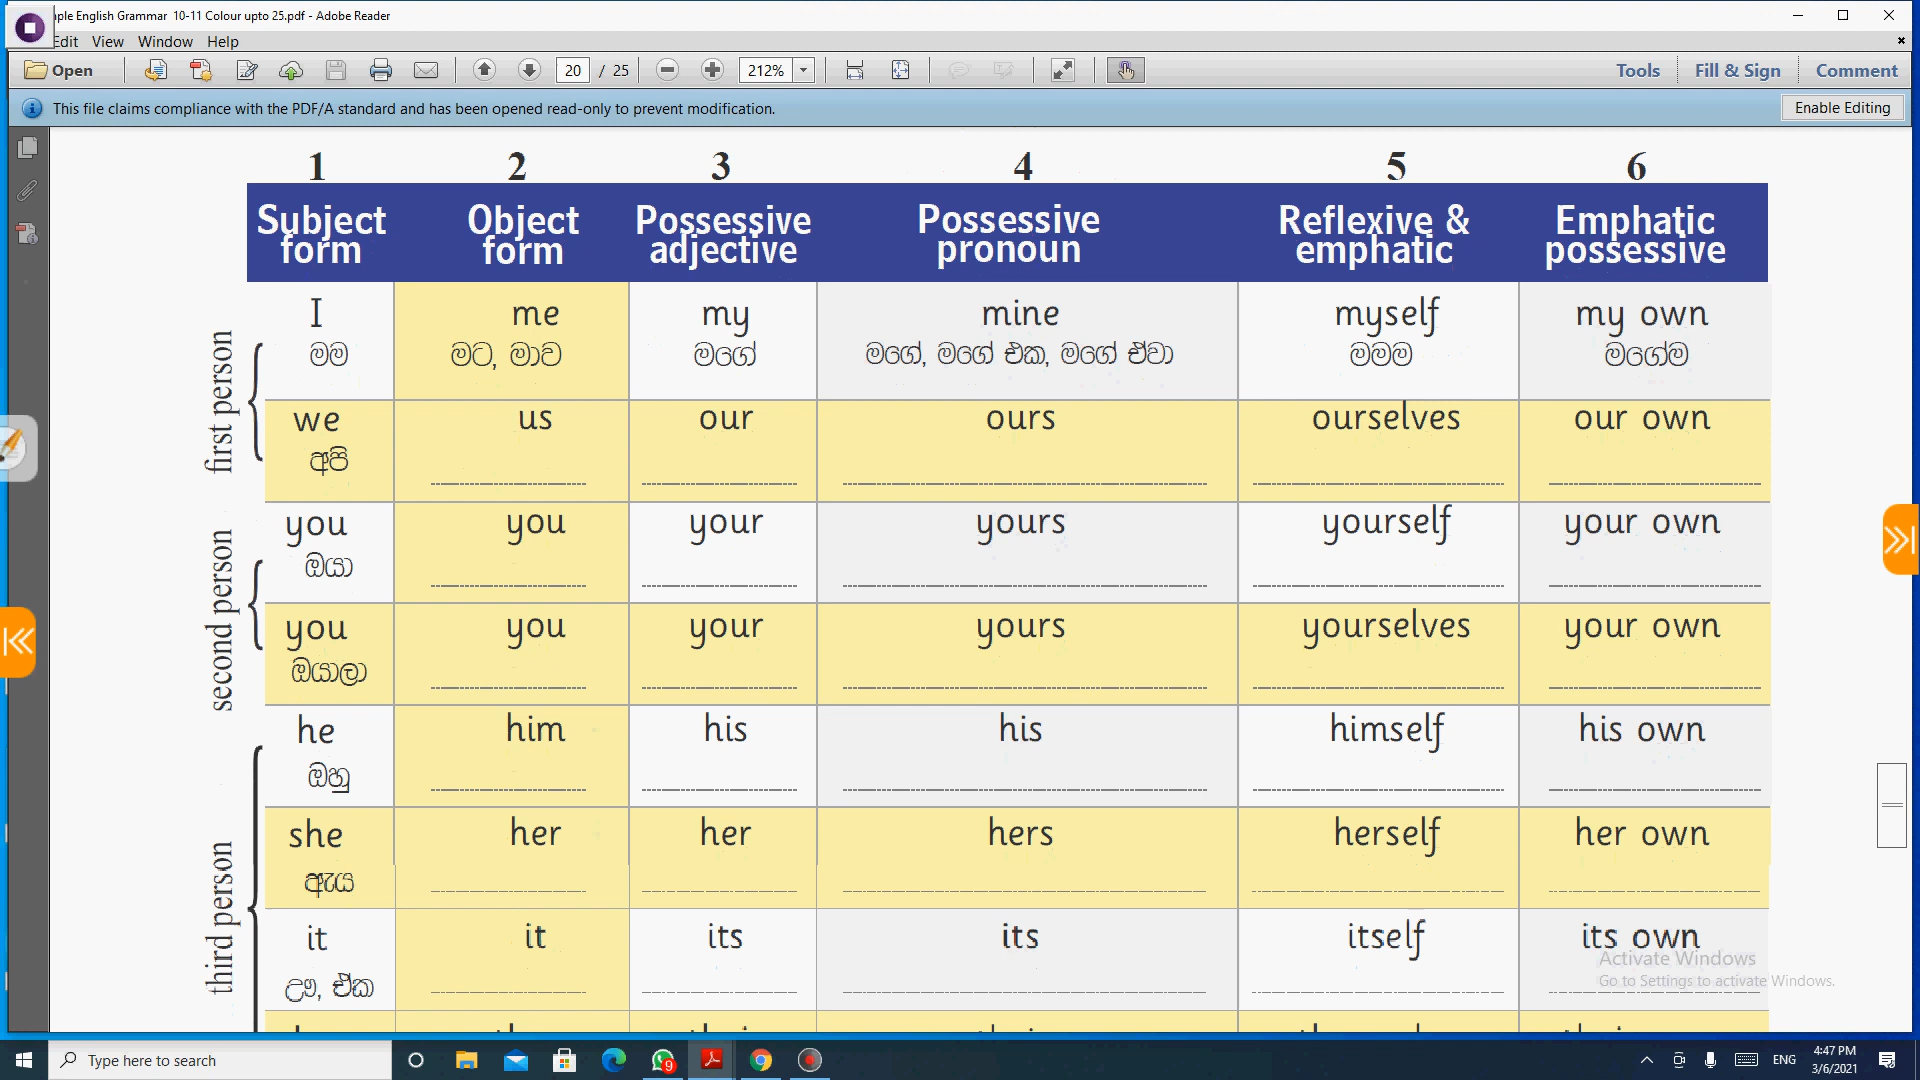 ple English Grammar 10-11 Colour upto 25.pdf - Adobe Reader
Edit View Window Help
Open 20 / 25 212% Tools Fill & Sign Comment
This file claims compliance with the PDF/A standard and has been opened read-only to prevent modification. Enable Editing
1 2 3 4 5 6
Subject form Object form Possessive adjective Possessive pronoun Reflexive & emphatic Emphatic possessive
first person
I me my mine myself my own
මම මට, මාව මගේ මගේ, මගේ එක, මගේ ඒවා මමම මගේම
we us our ours ourselves our own
අපි
second person
you you your yours yourself your own
ඔයා
you you your yours yourselves your own
ඔයාලා
third person
he him his his himself his own
ඔහු
she her her hers herself her own
ඇය
it it its its itself its own
ඌ, ඒක
Activate Windows
Go to Settings to activate Windows.
Type here to search 9 ENG 4:47 PM
3/6/2021